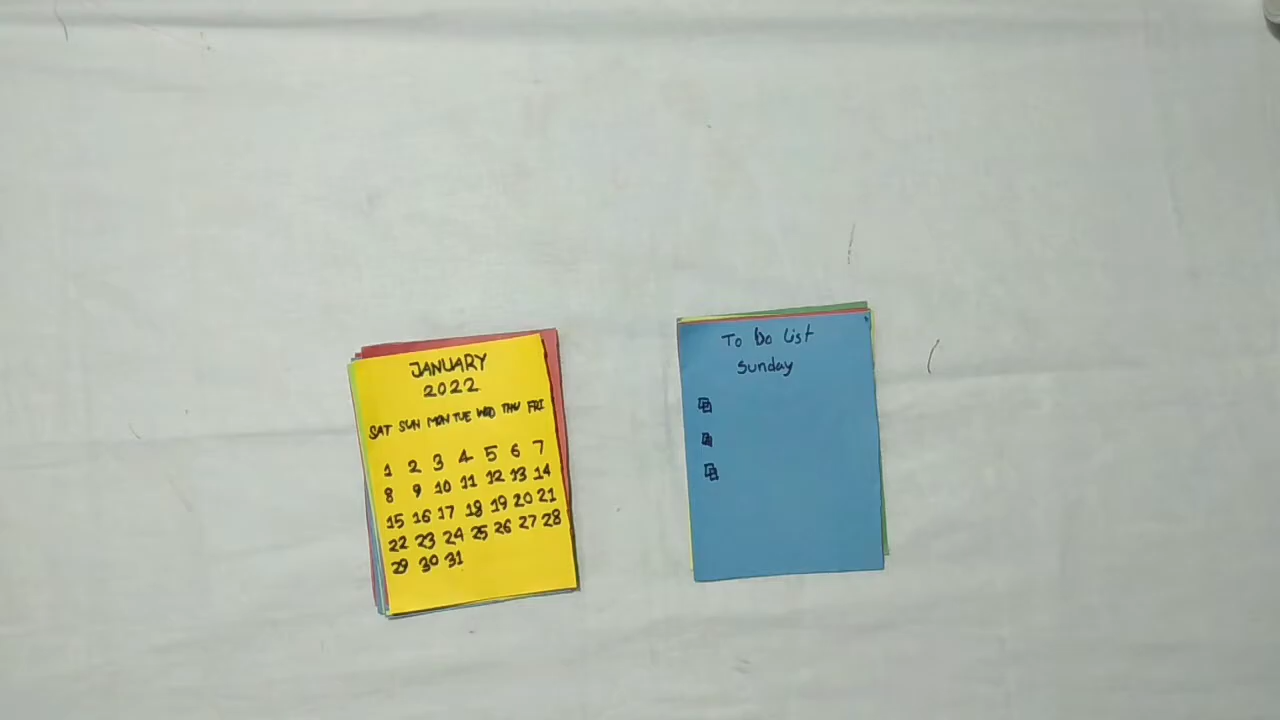 JANUARY
2022
SAT SUN MON TUE WED THU FRI
1 2 3 4 5 6 7
8 9 10 11 12 13 14
15 16 17 18 19 20 21
22 23 24 25 26 27 28
29 30 31
To Do List
Sunday